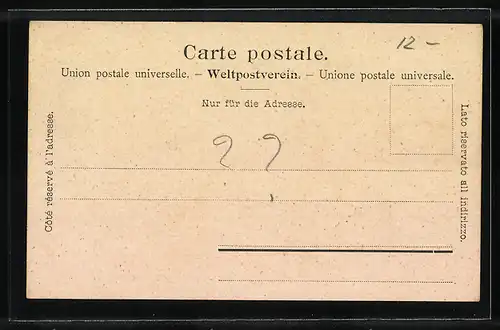 12 –
Carte postale.
Union postale universelle. – Weltpostverein. – Unione postale universale.
Nur für die Adresse.
Côté réservé à l'adresse.
Lato riservato all indirizzo.